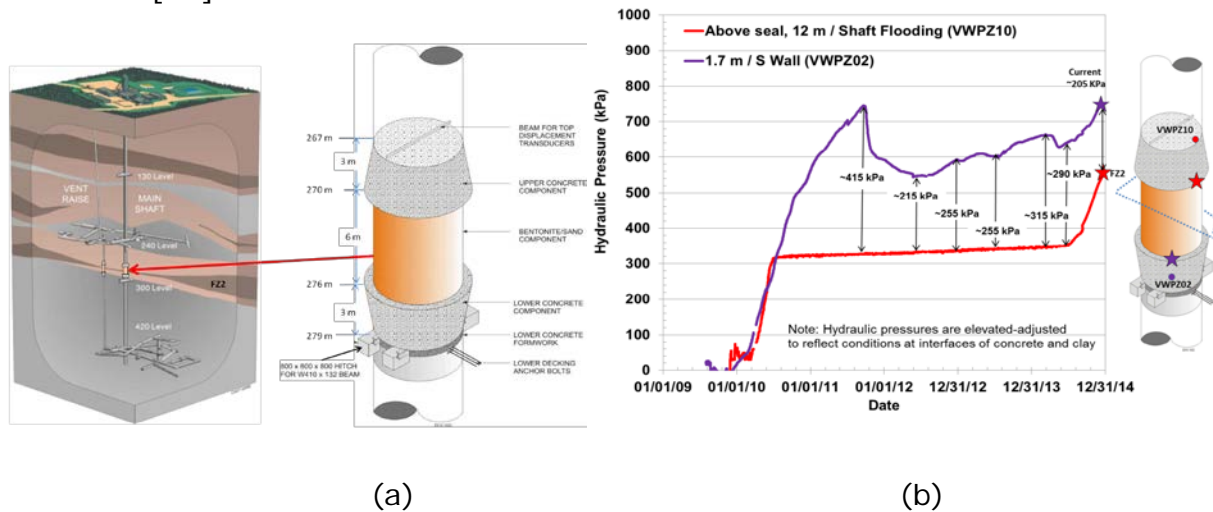 130 Level
VENT
RAISE
MAIN
SHAFT
240 Level
FZ2
300 Level
420 Level
267 m
3 m
270 m
6 m
276 m
3 m
279 m
800 x 600 x 800 HITCH
FOR W410 x 132 BEAM
BEAM FOR TOP
DISPLACEMENT
TRANSDUCERS
UPPER CONCRETE
COMPONENT
BENTONITE/SAND
COMPONENT
LOWER CONCRETE
COMPONENT
LOWER CONCRETE
FORMWORK
LOWER DECKING
ANCHOR BOLTS
(a)
Hydraulic Pressure (kPa)
1000
900
800
700
600
500
400
300
200
100
0
Above seal, 12 m / Shaft Flooding (VWPZ10)
1.7 m / S Wall (VWPZ02)
Current
~205 KPa
~415 kPa
~215 kPa
~255 kPa
~255 kPa
~315 kPa
~290 kPa
FZ2
Note: Hydraulic pressures are elevated-adjusted
to reflect conditions at interfaces of concrete and clay
01/01/09
01/01/10
01/01/11
01/01/12
12/31/12
12/31/13
12/31/14
Date
VWPZ10
VWPZ02
(b)